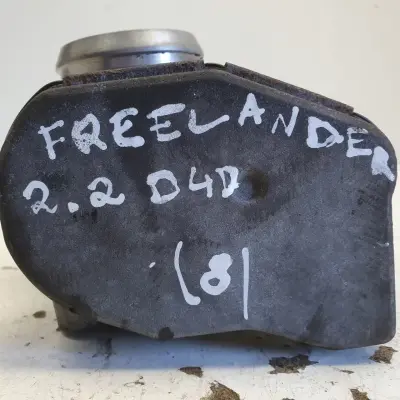 FREELANDER
2.2 D4D
(8)